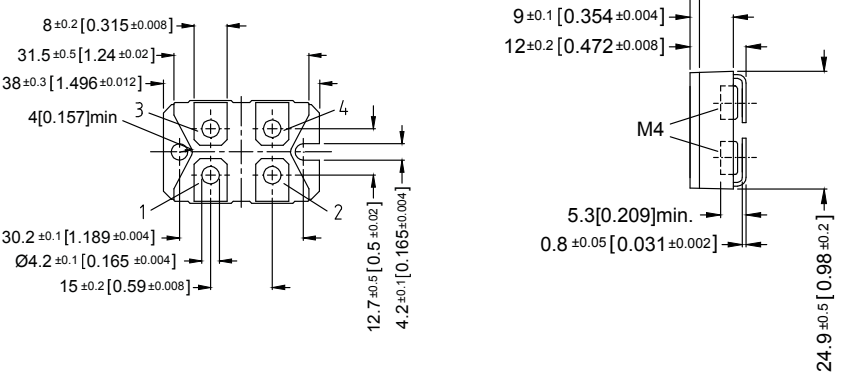 8 ±0.2 [0.315 ±0.008]
31.5 ±0.5 [1.24 ±0.02]
38 ±0.3 [1.496 ±0.012]
4[0.157]min
3
4
1
2
30.2 ±0.1 [1.189 ±0.004]
Ø4.2 ±0.1 [0.165 ±0.004]
15 ±0.2 [0.59 ±0.008]
12.7 ±0.5 [0.5 ±0.02]
4.2 ±0.1 [0.165 ±0.004]
9 ±0.1 [0.354 ±0.004]
12 ±0.2 [0.472 ±0.008]
M4
5.3[0.209]min.
0.8 ±0.05 [0.031 ±0.002]
24.9 ±0.5 [0.98 ±0.2]